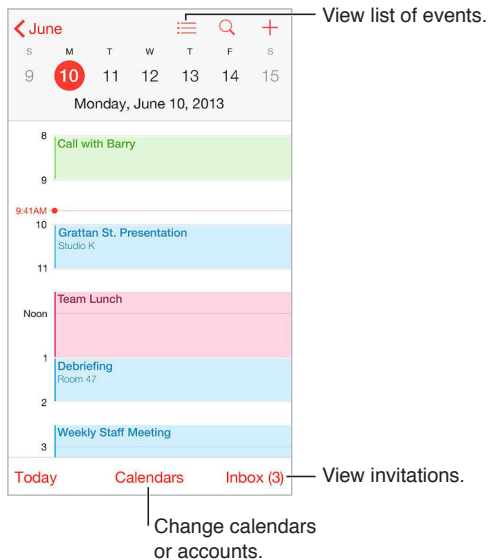 View list of events.
June
S M T W T F S
9 10 11 12 13 14 15
Monday, June 10, 2013
8
Call with Barry
9
9:41AM
10
Grattan St. Presentation
Studio K
11
Team Lunch
Noon
1
Debriefing
Room 47
2
Weekly Staff Meeting
3
Today Calendars Inbox (3)
View invitations.
Change calendars
or accounts.